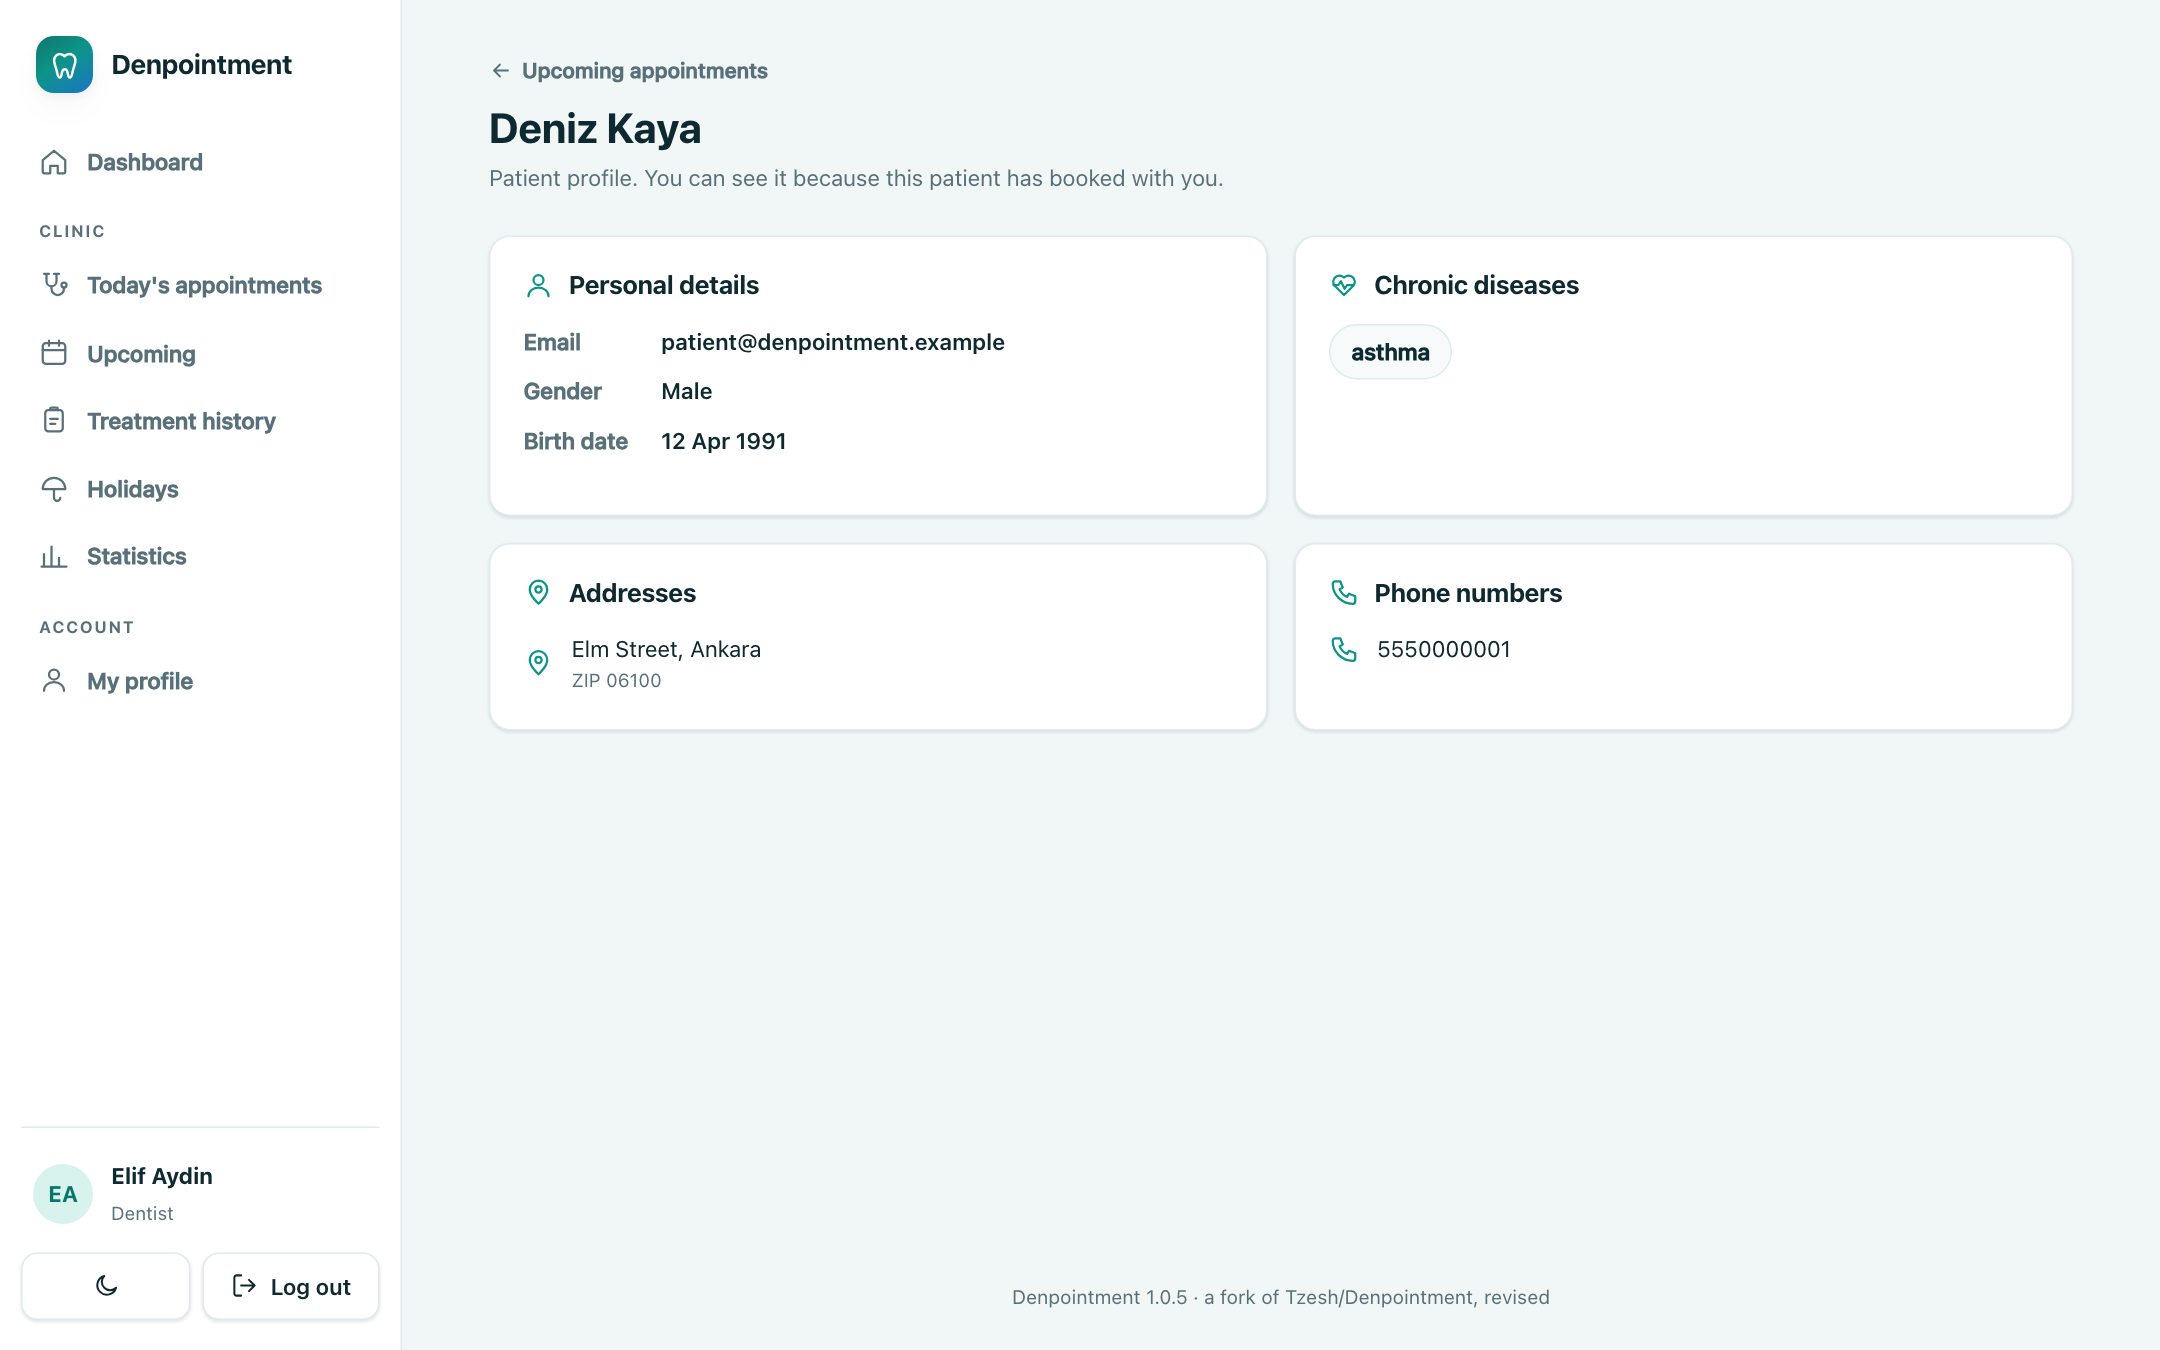 Denpointment
Dashboard
CLINIC
Today's appointments
Upcoming
Treatment history
Holidays
Statistics
ACCOUNT
My profile
EA
Elif Aydin
Dentist
Log out
Upcoming appointments
Deniz Kaya
Patient profile. You can see it because this patient has booked with you.
Personal details
Email patient@denpointment.example
Gender Male
Birth date 12 Apr 1991
Chronic diseases
asthma
Addresses
Elm Street, Ankara
ZIP 06100
Phone numbers
5550000001
Denpointment 1.0.5 · a fork of Tzesh/Denpointment, revised